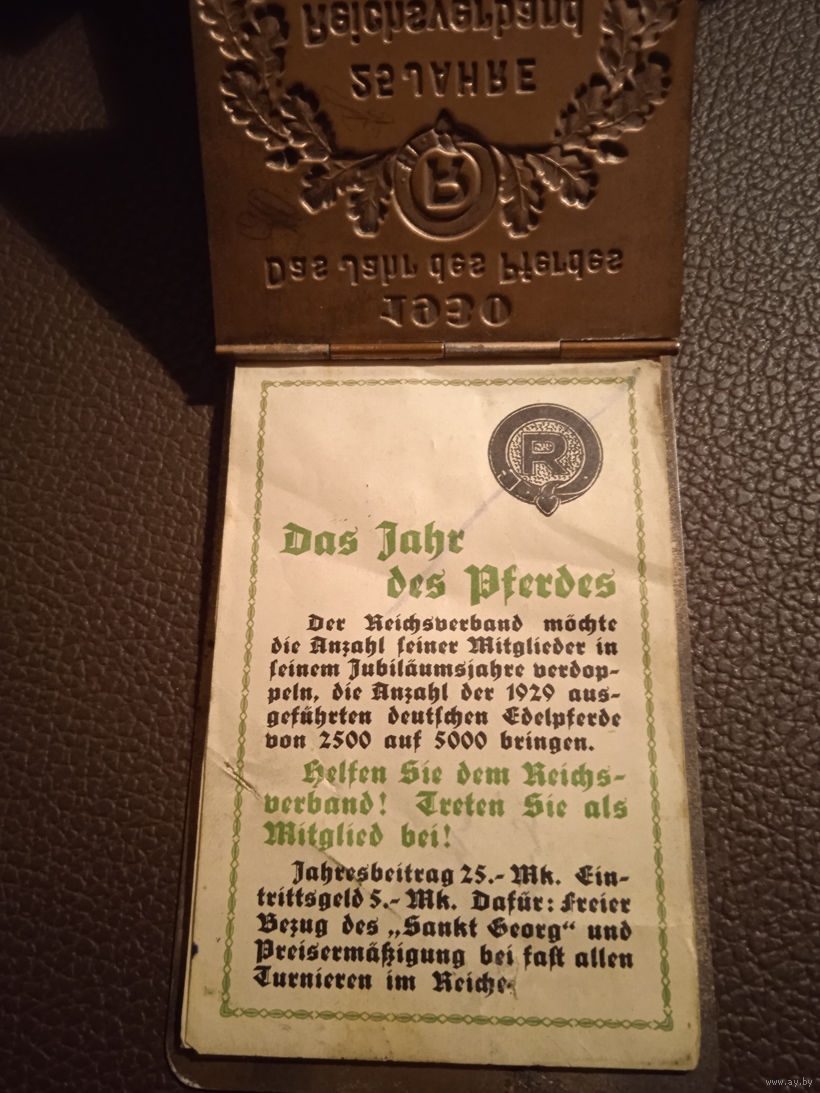 Reichsverband
25 JAHRE
R
Das Jahr des Pferdes
1930
R
Das Jahr
des Pferdes
Der Reichsverband möchte
die Anzahl seiner Mitglieder in
seinem Jubiläumsjahre verdop-
peln, die Anzahl der 1929 aus-
geführten deutschen Edelpferde
von 2500 auf 5000 bringen.
Helfen Sie dem Reichs-
verband! Treten Sie als
Mitglied bei!
Jahresbeitrag 25.- Mk. Ein-
trittsgeld 5.- Mk. Dafür: Freier
Bezug des „Sankt Georg“ und
Preisermäßigung bei fast allen
Turnieren im Reiche.
www.ay.by